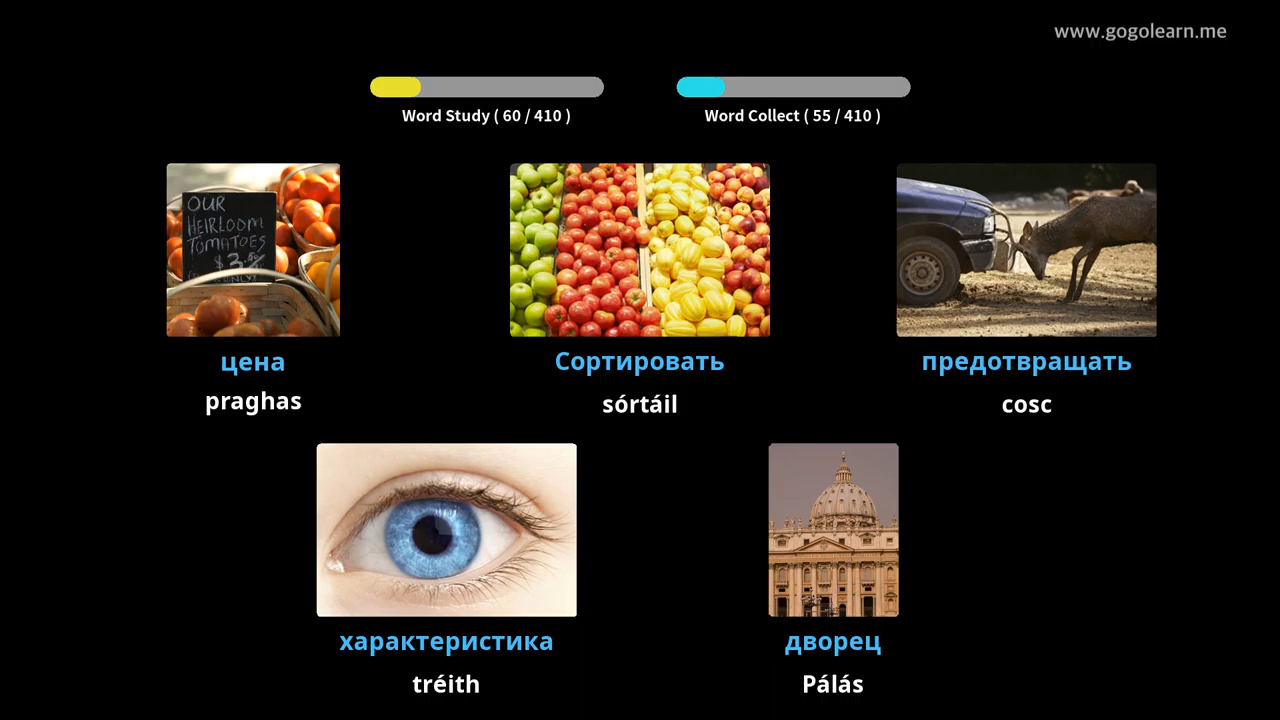 www.gogolearn.me
Word Study ( 60 / 410 )
Word Collect ( 55 / 410 )
OUR
HEIRLOOM
TOMATOES
цена
praghas
Сортировать
sórtáil
предотвращать
cosc
характеристика
tréith
дворец
Pálás